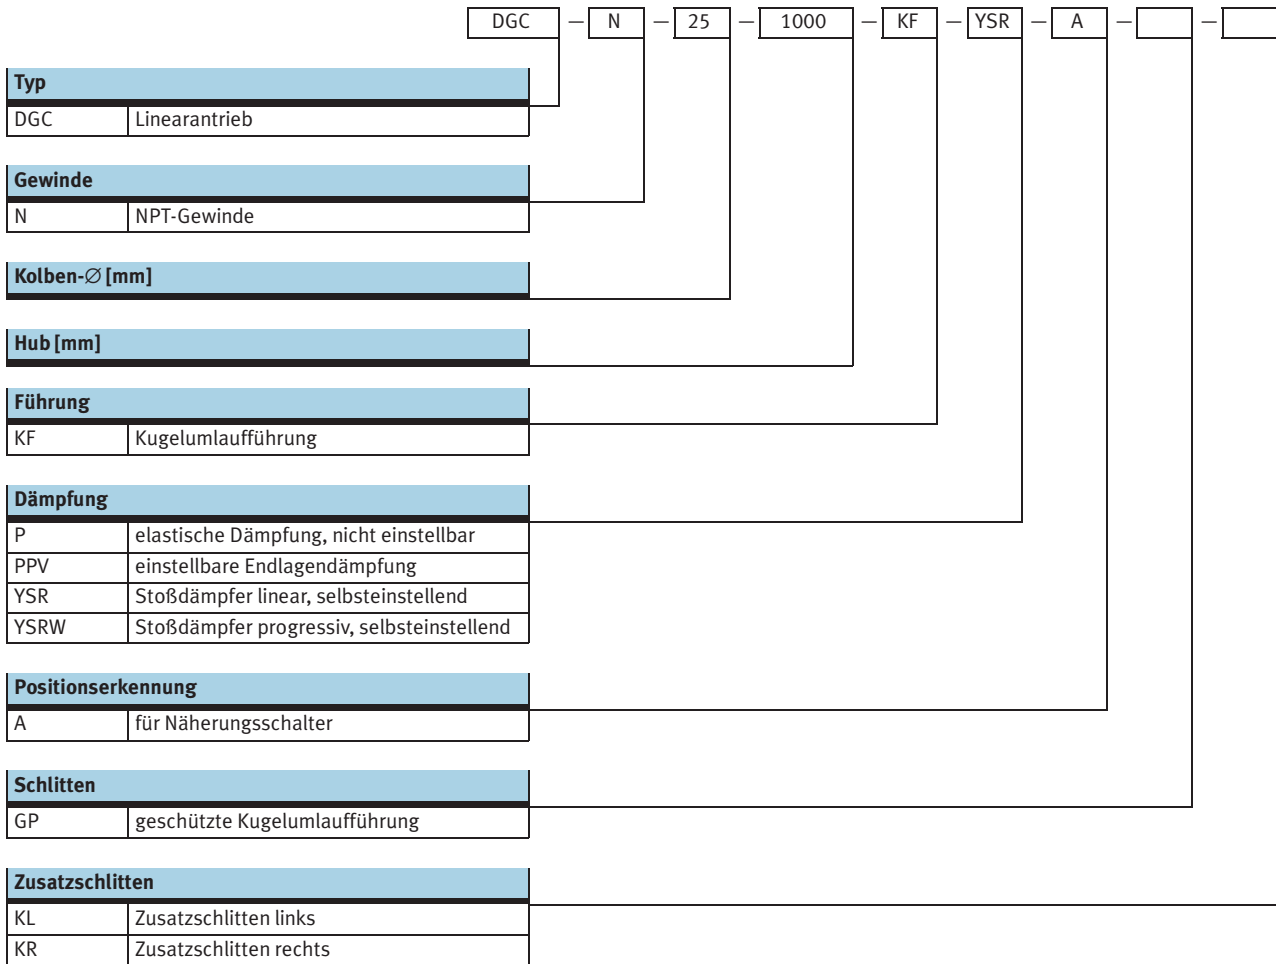 DGC — N — 25 — 1000 — KF — YSR — A — —
Typ
DGC Linearantrieb
Gewinde
N NPT-Gewinde
Kolben-∅ [mm]
Hub [mm]
Führung
KF Kugelumlaufführung
Dämpfung
P elastische Dämpfung, nicht einstellbar
PPV einstellbare Endlagendämpfung
YSR Stoßdämpfer linear, selbsteinstellend
YSRW Stoßdämpfer progressiv, selbsteinstellend
Positionserkennung
A für Näherungsschalter
Schlitten
GP geschützte Kugelumlaufführung
Zusatzschlitten
KL Zusatzschlitten links
KR Zusatzschlitten rechts